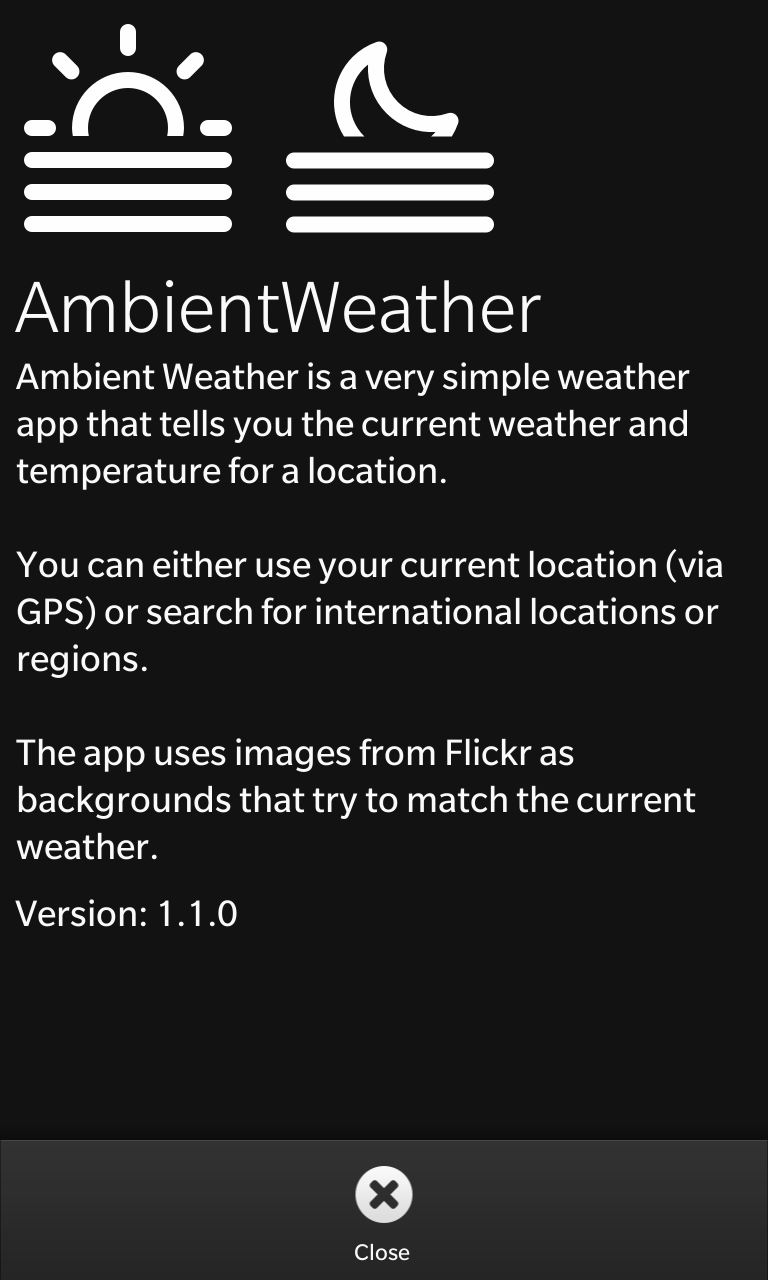 AmbientWeather
Ambient Weather is a very simple weather
app that tells you the current weather and
temperature for a location.
You can either use your current location (via
GPS) or search for international locations or
regions.
The app uses images from Flickr as
backgrounds that try to match the current
weather.
Version: 1.1.0
Close